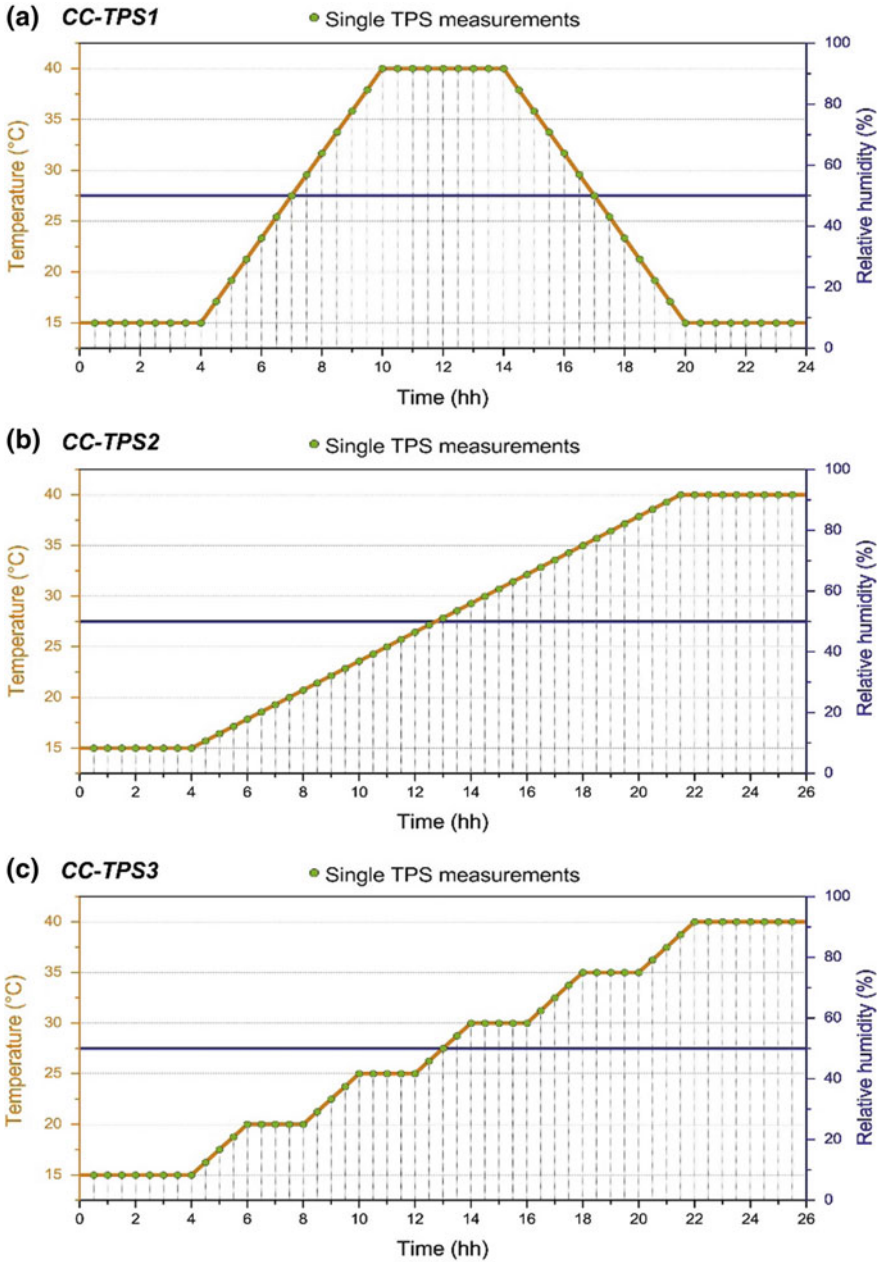 (a) CC-TPS1
Single TPS measurements
Temperature (°C)
40
35
30
25
20
15
100
80
60
40
20
0
Relative humidity (%)
0 2 4 6 8 10 12 14 16 18 20 22 24
Time (hh)
(b) CC-TPS2
Single TPS measurements
Temperature (°C)
40
35
30
25
20
15
100
80
60
40
20
0
Relative humidity (%)
0 2 4 6 8 10 12 14 16 18 20 22 24 26
Time (hh)
(c) CC-TPS3
Single TPS measurements
Temperature (°C)
40
35
30
25
20
15
100
80
60
40
20
0
Relative humidity (%)
0 2 4 6 8 10 12 14 16 18 20 22 24 26
Time (hh)